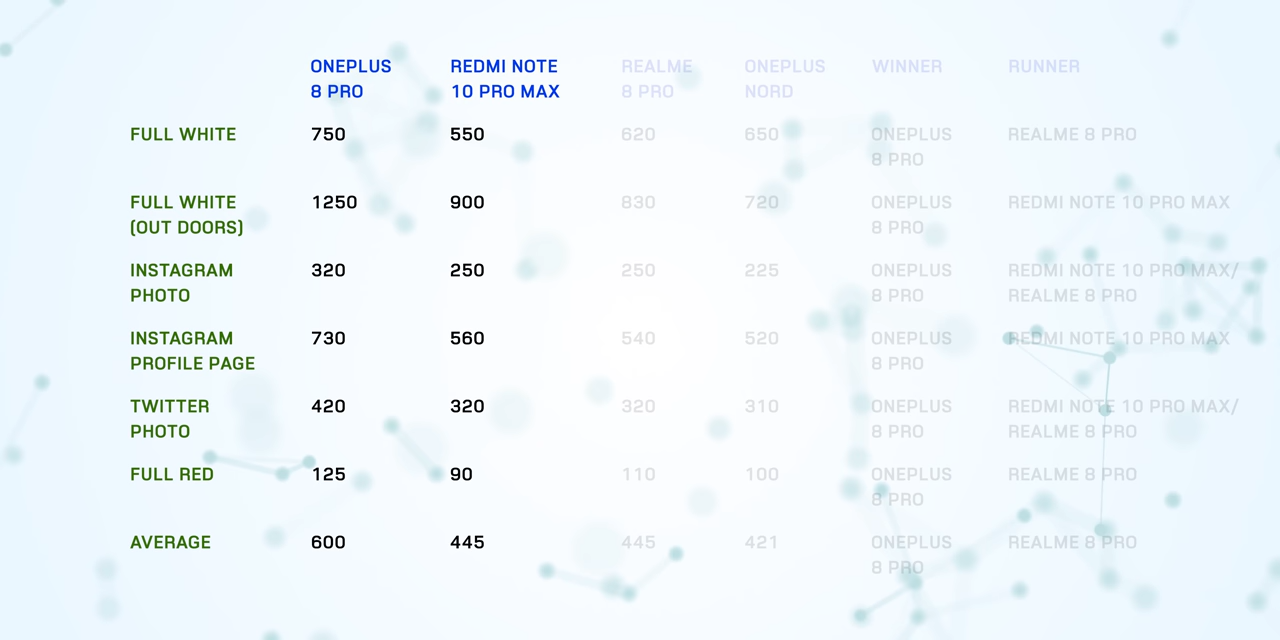 ONEPLUS REDMI NOTE REALME ONEPLUS WINNER RUNNER
8 PRO 10 PRO MAX 8 PRO NORD
FULL WHITE 750 550 620 650 ONEPLUS REALME 8 PRO
8 PRO
FULL WHITE 1250 900 830 720 ONEPLUS REDMI NOTE 10 PRO MAX
(OUT DOORS) 8 PRO
INSTAGRAM 320 250 250 225 ONEPLUS REDMI NOTE 10 PRO MAX/
PHOTO 8 PRO REALME 8 PRO
INSTAGRAM 730 560 540 520 ONEPLUS REDMI NOTE 10 PRO MAX
PROFILE PAGE 8 PRO
TWITTER 420 320 320 310 ONEPLUS REDMI NOTE 10 PRO MAX/
PHOTO 8 PRO REALME 8 PRO
FULL RED 125 90 110 100 ONEPLUS REALME 8 PRO
8 PRO
AVERAGE 600 445 445 421 ONEPLUS REALME 8 PRO
8 PRO